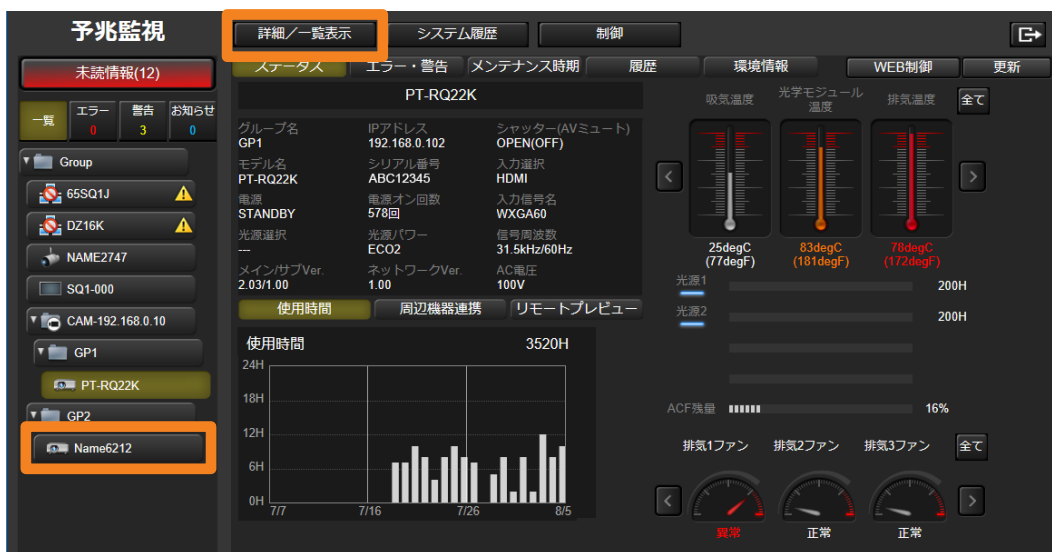 予兆監視
詳細／一覧表示 システム履歴 制御
未読情報(12)
ステータス エラー・警告 メンテナンス時期 履歴 環境情報 WEB制御 更新
一覧 エラー 0 警告 3 お知らせ 0
Group
65SQ1J
DZ16K
NAME2747
SQ1-000
CAM-192.168.0.10
GP1
PT-RQ22K
GP2
Name6212
PT-RQ22K
グループ名 IPアドレス シャッター(AVミュート)
GP1 192.168.0.102 OPEN(OFF)
モデル名 シリアル番号 入力選択
PT-RQ22K ABC12345 HDMI
電源 電源オン回数 入力信号名
STANDBY 578回 WXGA60
光源選択 光源パワー 信号周波数
--- ECO2 31.5kHz/60Hz
メイン/サブVer. ネットワークVer. AC電圧
2.03/1.00 1.00 100V
使用時間 周辺機器連携 リモートプレビュー
使用時間 3520H
24H
18H
12H
6H
0H
7/7 7/16 7/26 8/5
吸気温度 光学モジュール温度 排気温度 全て
25degC 83degC 78degC
(77degF) (181degF) (172degF)
光源1 200H
光源2 200H
ACF残量 16%
排気1ファン 排気2ファン 排気3ファン 全て
異常 正常 正常